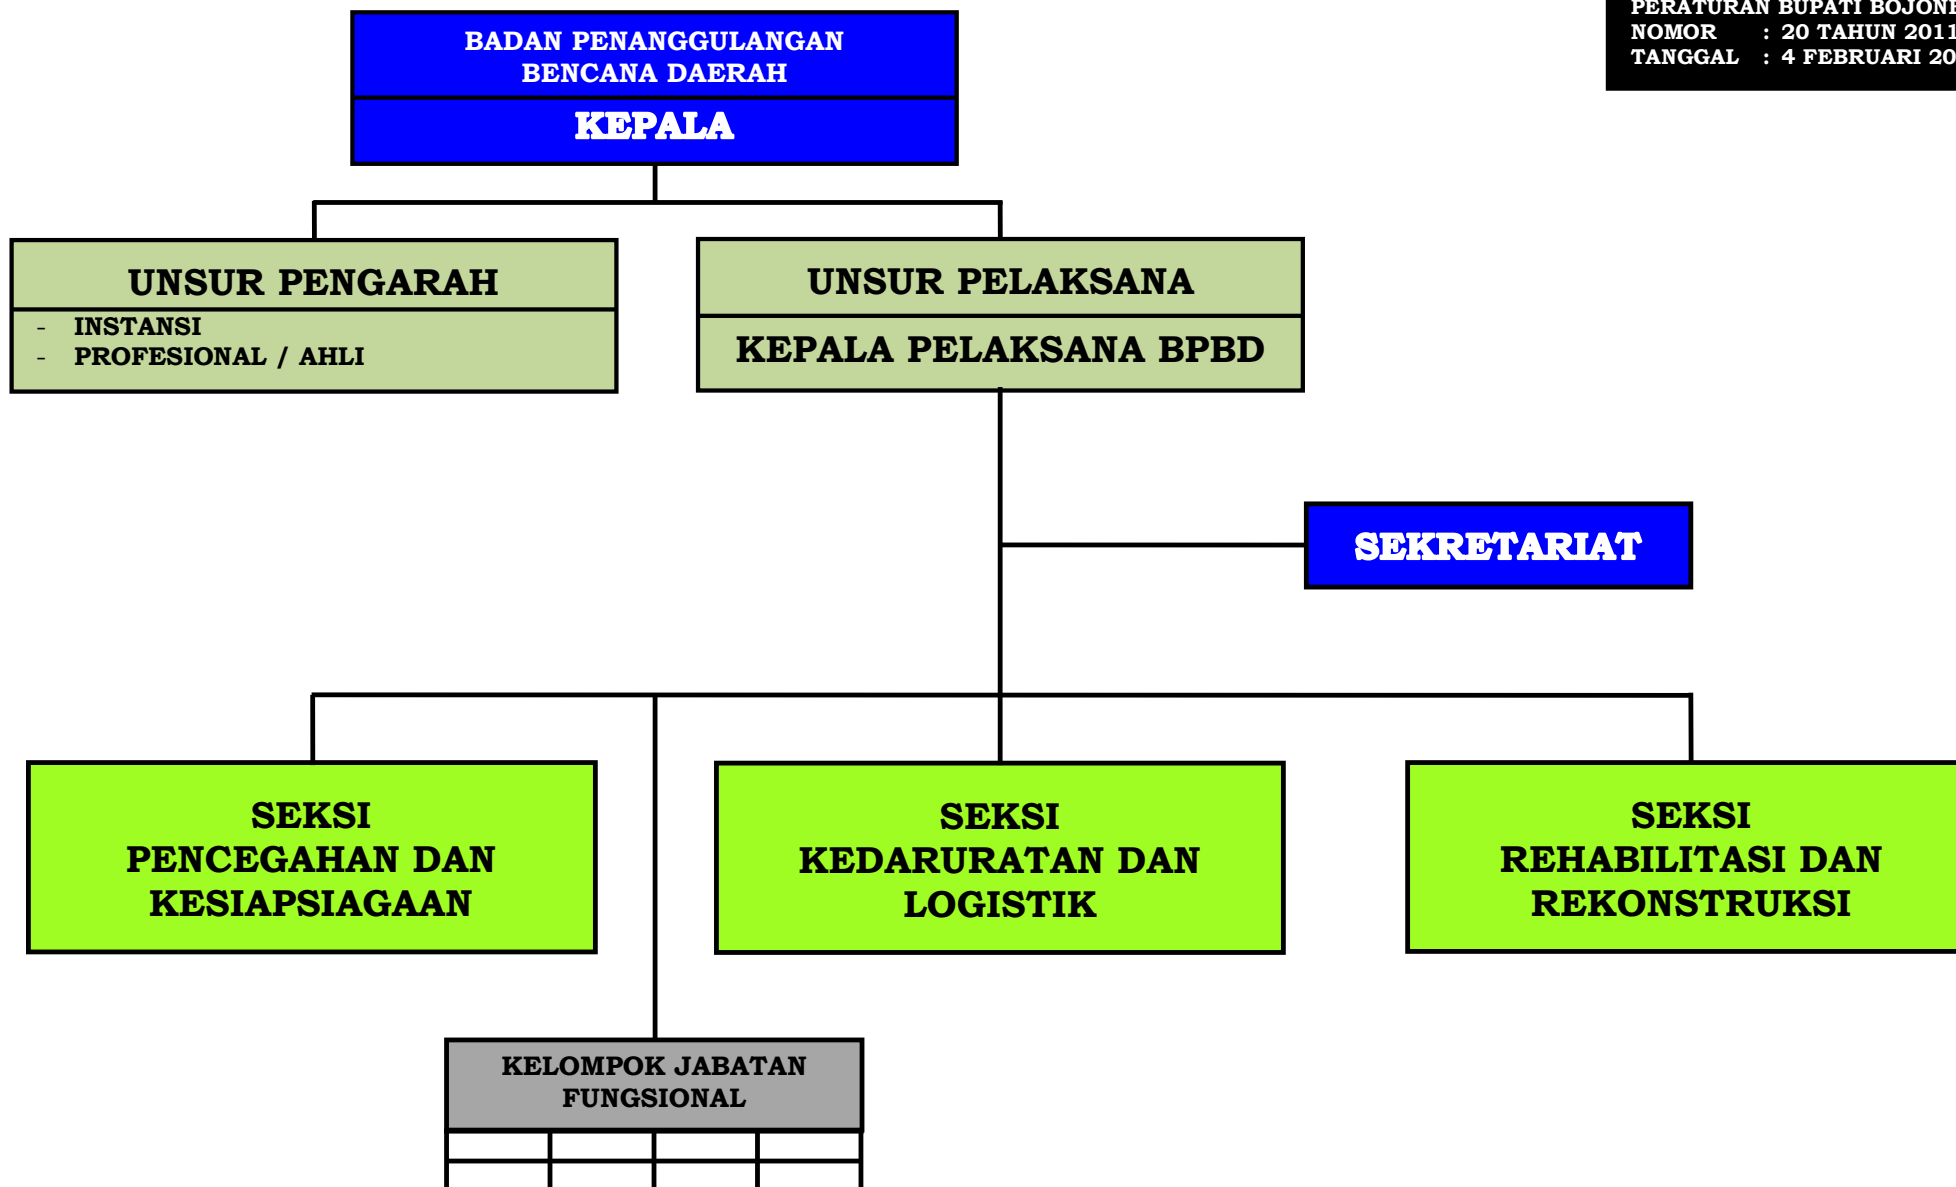 PERATURAN BUPATI
NOMOR : 20 TAHUN 2011
TANGGAL : 4 FEBRUARI
BADAN PENANGGULANGAN
BENCANA DAERAH
KEPALA
UNSUR PENGARAH
- INSTANSI
- PROFESIONAL / AHLI
UNSUR PELAKSANA
KEPALA PELAKSANA BPBD
SEKRETARIAT
SEKSI
PENCEGAHAN DAN
KESIAPSIAGAAN
SEKSI
KEDARURATAN DAN
LOGISTIK
SEKSI
REHABILITASI DAN
REKONSTRUKSI
KELOMPOK JABATAN
FUNGSIONAL